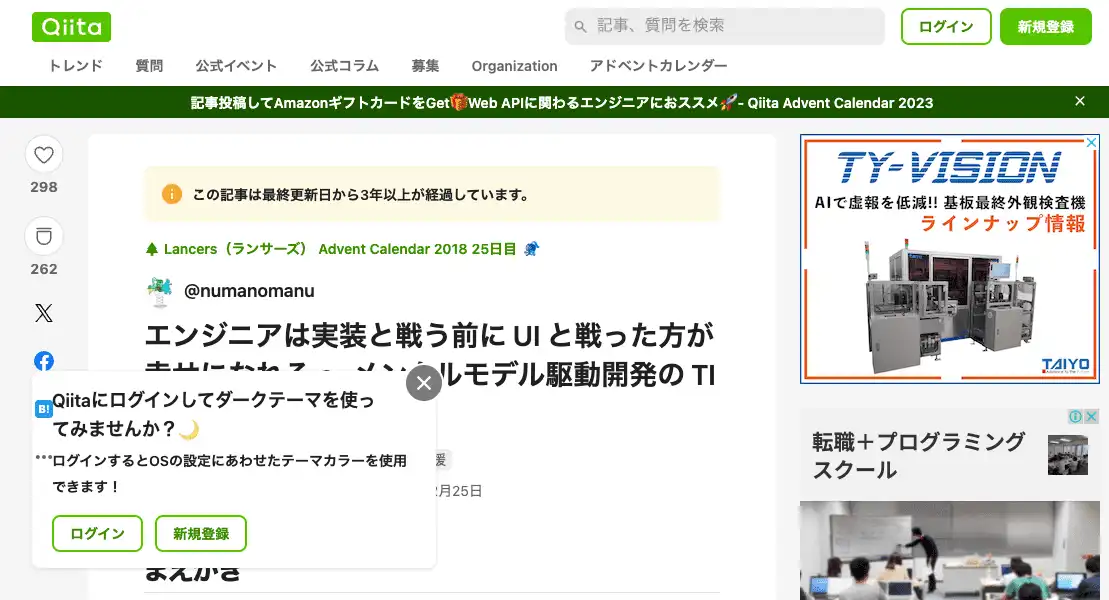 Qiita
記事、質問を検索
ログイン
新規登録
トレンド 質問 公式イベント 公式コラム 募集 Organization アドベントカレンダー
記事投稿してAmazonギフトカードをGet🎁Web APIに関わるエンジニアにおススメ🚀- Qiita Advent Calendar 2023
298
262
この記事は最終更新日から3年以上が経過しています。
Lancers（ランサーズ） Advent Calendar 2018 25日目
@numanomanu
エンジニアは実装と戦う前に UI と戦った方が
ルモデル駆動開発の TI
援
月25日
まえがき
B!
Qiitaにログインしてダークテーマを使っ
てみませんか？🌙
ログインするとOSの設定にあわせたテーマカラーを使用
できます！
ログイン
新規登録
TY-VISION
AIで虚報を低減!! 基板最終外観検査機
ラインナップ情報
TAIYO
転職＋プログラミング
スクール